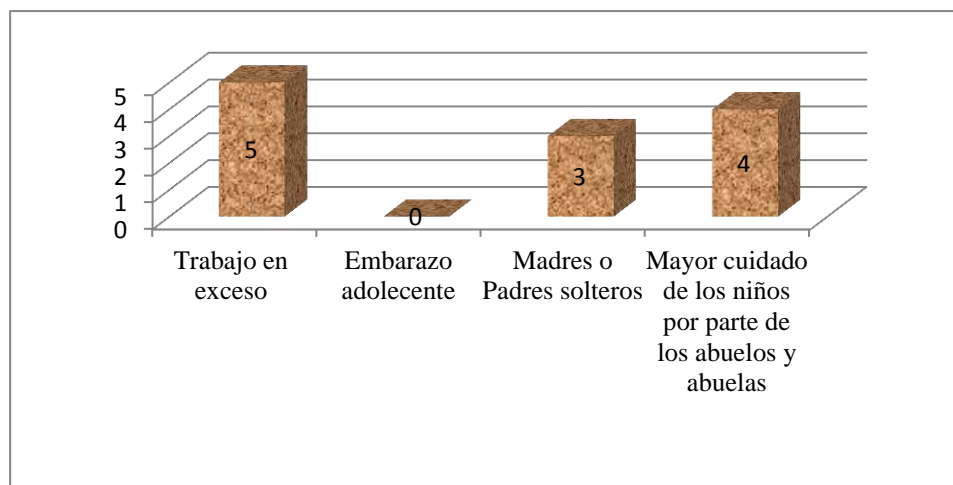 5
4
3
2
1
0
5
0
3
4
Trabajo en
exceso
Embarazo
adolecente
Madres o
Padres solteros
Mayor cuidado
de los niños
por parte de
los abuelos y
abuelas